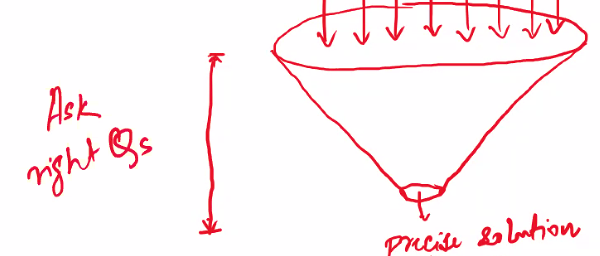 Ask
right Qs
precise solution